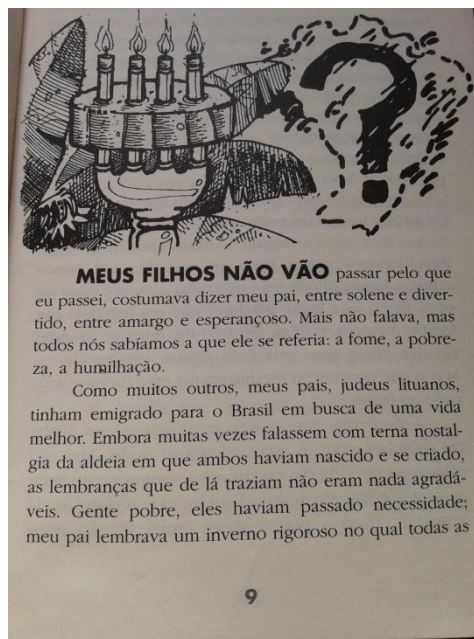 ?
MEUS FILHOS NÃO VÃO passar pelo que
eu passei, costumava dizer meu pai, entre solene e diver-
tido, entre amargo e esperançoso. Mais não falava, mas
todos nós sabíamos a que ele se referia: a fome, a pobre-
za, a humilhação.
Como muitos outros, meus pais, judeus lituanos,
tinham emigrado para o Brasil em busca de uma vida
melhor. Embora muitas vezes falassem com terna nostal-
gia da aldeia em que ambos haviam nascido e se criado,
as lembranças que de lá traziam não eram nada agradá-
veis. Gente pobre, eles haviam passado necessidade;
meu pai lembrava um inverno rigoroso no qual todas as
9